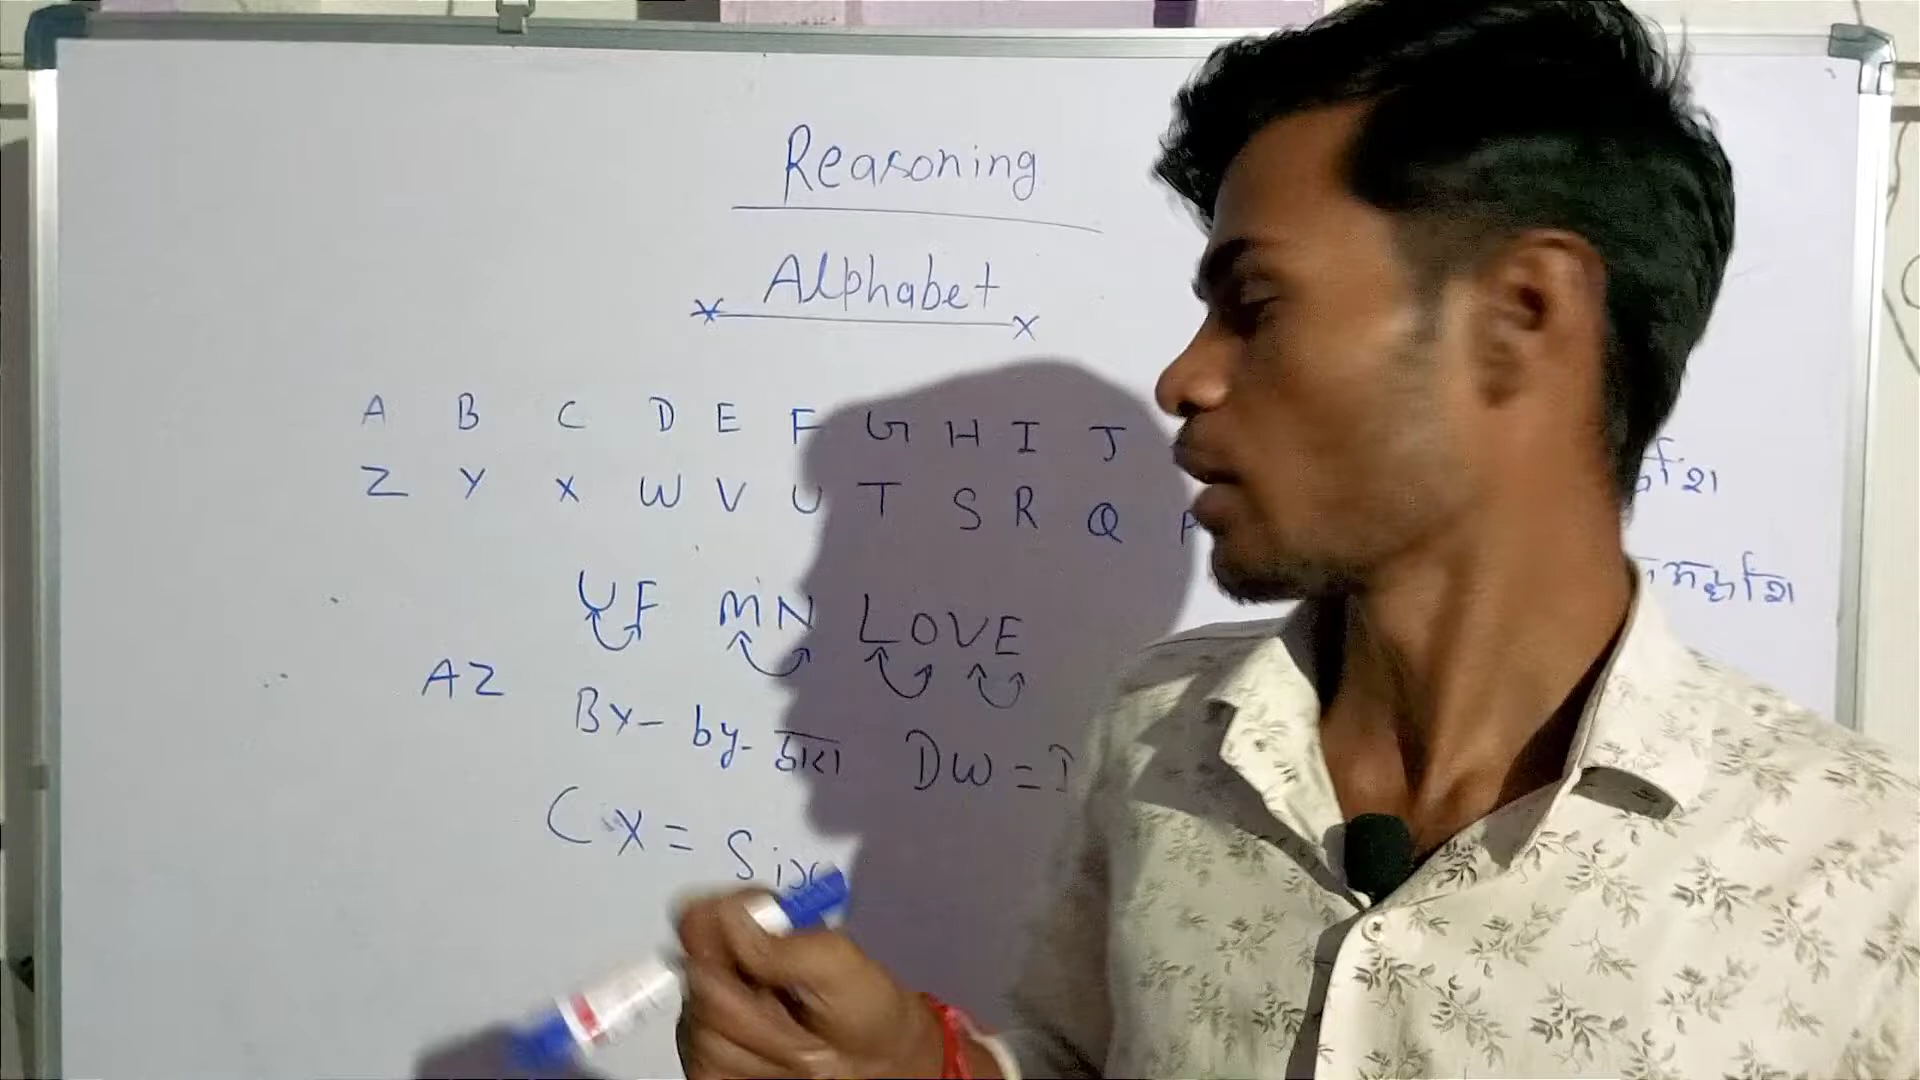 Reasoning
Alphabet
A B C D E F G H I J
Z Y X W V U T S R Q
UF MN LOVE
AZ
By - by - द्वारा DW =
CX = Six